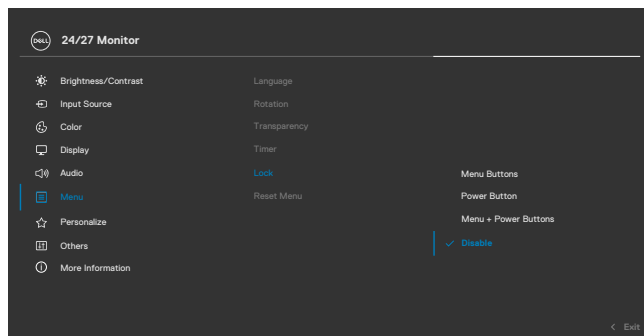 DELL
24/27 Monitor
Brightness/Contrast
Input Source
Color
Display
Audio
Menu
Personalize
Others
More Information
Language
Rotation
Transparency
Timer
Lock
Reset Menu
Menu Buttons
Power Button
Menu + Power Buttons
Disable
Exit